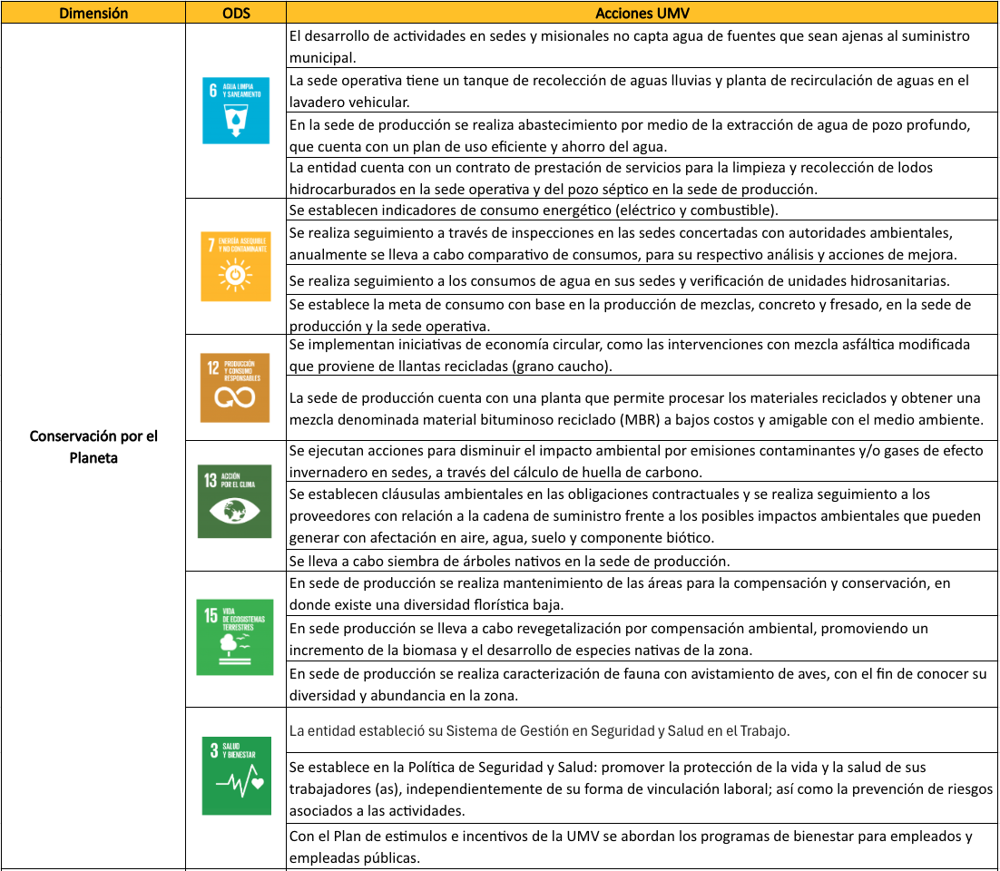 Dimensión ODS Acciones UMV
Conservación por el
Planeta
6 AGUA LIMPIA
Y SANEAMIENTO
El desarrollo de actividades en sedes y misionales no capta agua de fuentes que sean ajenas al suministro
municipal.
La sede operativa tiene un tanque de recolección de aguas lluvias y planta de recirculación de aguas en el
lavadero vehicular.
En la sede de producción se realiza abastecimiento por medio de la extracción de agua de pozo profundo,
que cuenta con un plan de uso eficiente y ahorro del agua.
La entidad cuenta con un contrato de prestación de servicios para la limpieza y recolección de lodos
hidrocarburados en la sede operativa y del pozo séptico en la sede de producción.
7 ENERGÍA ASEQUIBLE
Y NO CONTAMINANTE
Se establecen indicadores de consumo energético (eléctrico y combustible).
Se realiza seguimiento a través de inspecciones en las sedes concertadas con autoridades ambientales,
anualmente se lleva a cabo comparativo de consumos, para su respectivo análisis y acciones de mejora.
Se realiza seguimiento a los consumos de agua en sus sedes y verificación de unidades hidrosanitarias.
Se establece la meta de consumo con base en la producción de mezclas, concreto y fresado, en la sede de
producción y la sede operativa.
12 PRODUCCIÓN
Y CONSUMO
RESPONSABLES
Se implementan iniciativas de economía circular, como las intervenciones con mezcla asfáltica modificada
que proviene de llantas recicladas (grano caucho).
La sede de producción cuenta con una planta que permite procesar los materiales reciclados y obtener una
mezcla denominada material bituminoso reciclado (MBR) a bajos costos y amigable con el medio ambiente.
13 ACCIÓN
POR EL CLIMA
Se ejecutan acciones para disminuir el impacto ambiental por emisiones contaminantes y/o gases de efecto
invernadero en sedes, a través del cálculo de huella de carbono.
Se establecen cláusulas ambientales en las obligaciones contractuales y se realiza seguimiento a los
proveedores con relación a la cadena de suministro frente a los posibles impactos ambientales que pueden
generar con afectación en aire, agua, suelo y componente biótico.
Se lleva a cabo siembra de árboles nativos en la sede de producción.
15 VIDA
DE ECOSISTEMAS
TERRESTRES
En sede de producción se realiza mantenimiento de las áreas para la compensación y conservación, en
donde existe una diversidad florística baja.
En sede producción se lleva a cabo revegetalización por compensación ambiental, promoviendo un
incremento de la biomasa y el desarrollo de especies nativas de la zona.
En sede de producción se realiza caracterización de fauna con avistamiento de aves, con el fin de conocer su
diversidad y abundancia en la zona.
3 SALUD
Y BIENESTAR
La entidad estableció su Sistema de Gestión en Seguridad y Salud en el Trabajo.
Se establece en la Política de Seguridad y Salud: promover la protección de la vida y la salud de sus
trabajadores (as), independientemente de su forma de vinculación laboral; así como la prevención de riesgos
asociados a las actividades.
Con el Plan de estimulos e incentivos de la UMV se abordan los programas de bienestar para empleados y
empleadas públicas.